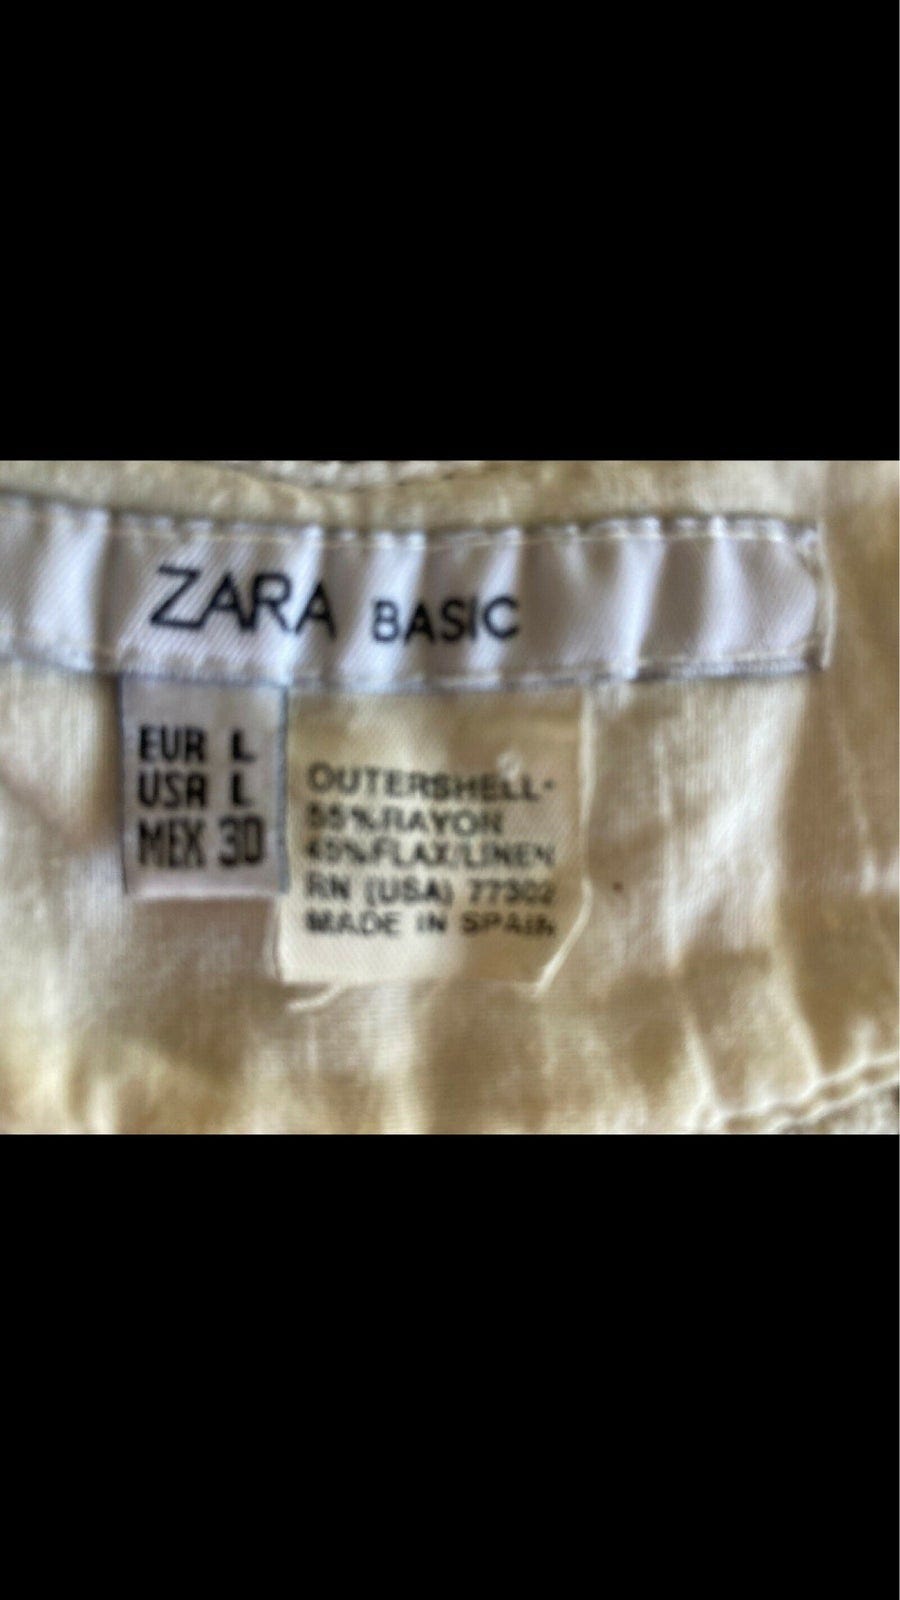 ZARA BASIC
EUR L
USA L
MEX 30
OUTERSHELL-
55%RAYON
45%FLAX/LINEN
RN (USA) 77302
MADE IN SPAIN